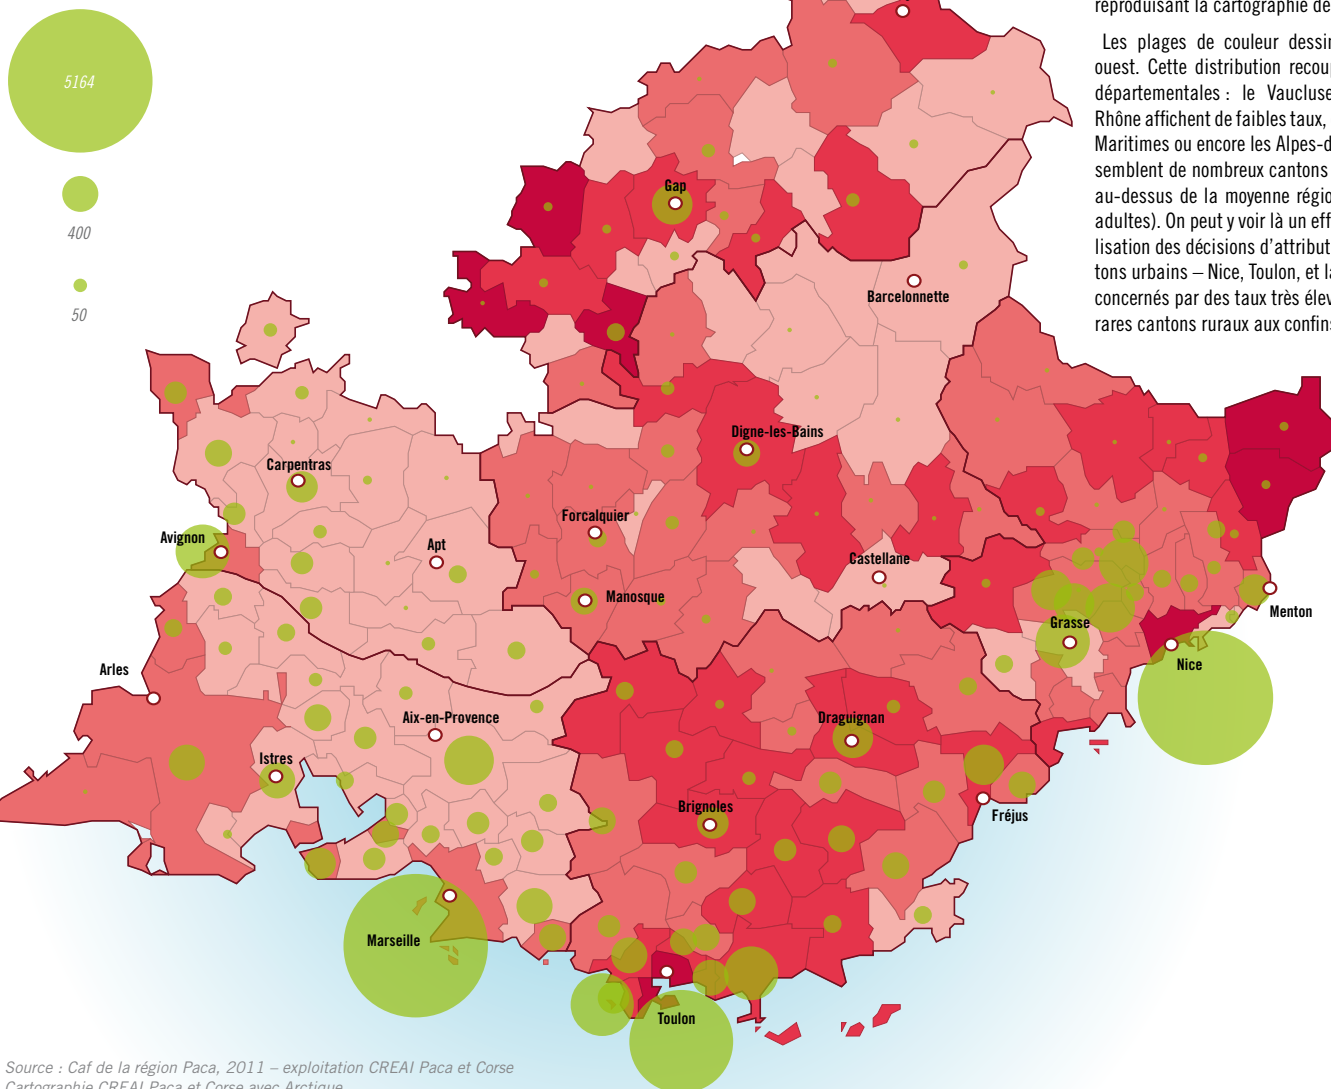 reproduisant la cartographie de
Les plages de couleur dessin
ouest. Cette distribution recou
départementales : le Vaucluse
Rhône affichent de faibles taux,
Maritimes ou encore les Alpes-d
semblent de nombreux cantons
au-dessus de la moyenne régio
adultes). On peut y voir là un eff
lisation des décisions d'attribut
tons urbains – Nice, Toulon, et la
concernés par des taux très élev
rares cantons ruraux aux confins
5164
400
50
Gap
Barcelonnette
Digne-les-Bains
Carpentras
Forcalquier
Avignon
Apt
Castellane
Manosque
Menton
Grasse
Nice
Arles
Aix-en-Provence
Draguignan
Istres
Brignoles
Fréjus
Marseille
Toulon
Source : Caf de la région Paca, 2011 – exploitation CREAI Paca et Corse
Cartographie CREAI Paca et Corse avec Arctique